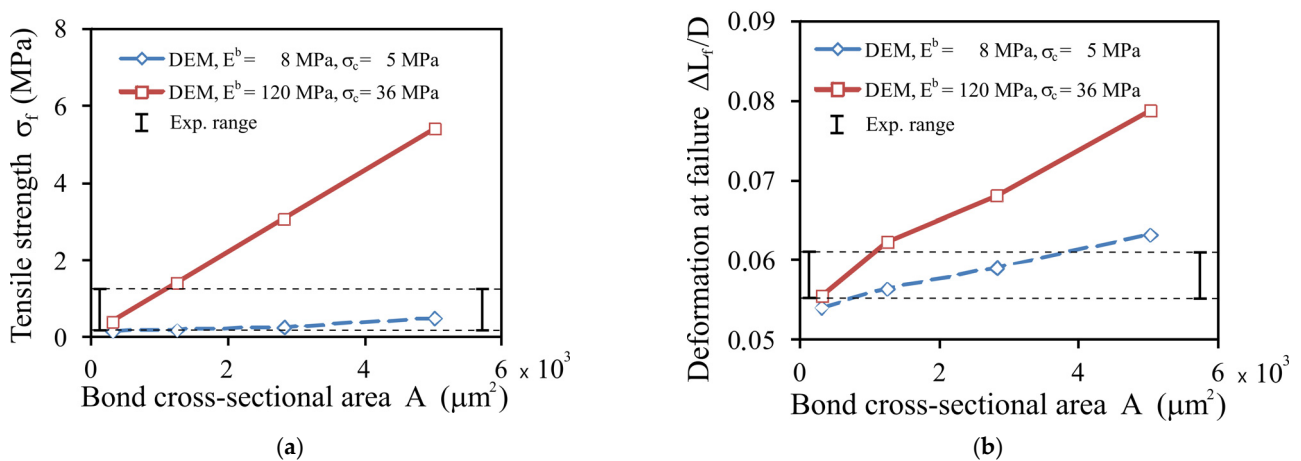 Tensile strength σf (MPa)
8
6
4
2
0
DEM, Eᵇ = 8 MPa, σc = 5 MPa
DEM, Eᵇ = 120 MPa, σc = 36 MPa
Exp. range
0 2 4 6 × 10³
Bond cross-sectional area A (μm²)
(a)
Deformation at failure ΔLf/D
0.09
0.08
0.07
0.06
0.05
DEM, Eᵇ = 8 MPa, σc = 5 MPa
DEM, Eᵇ = 120 MPa, σc = 36 MPa
Exp. range
0 2 4 6 × 10³
Bond cross-sectional area A (μm²)
(b)